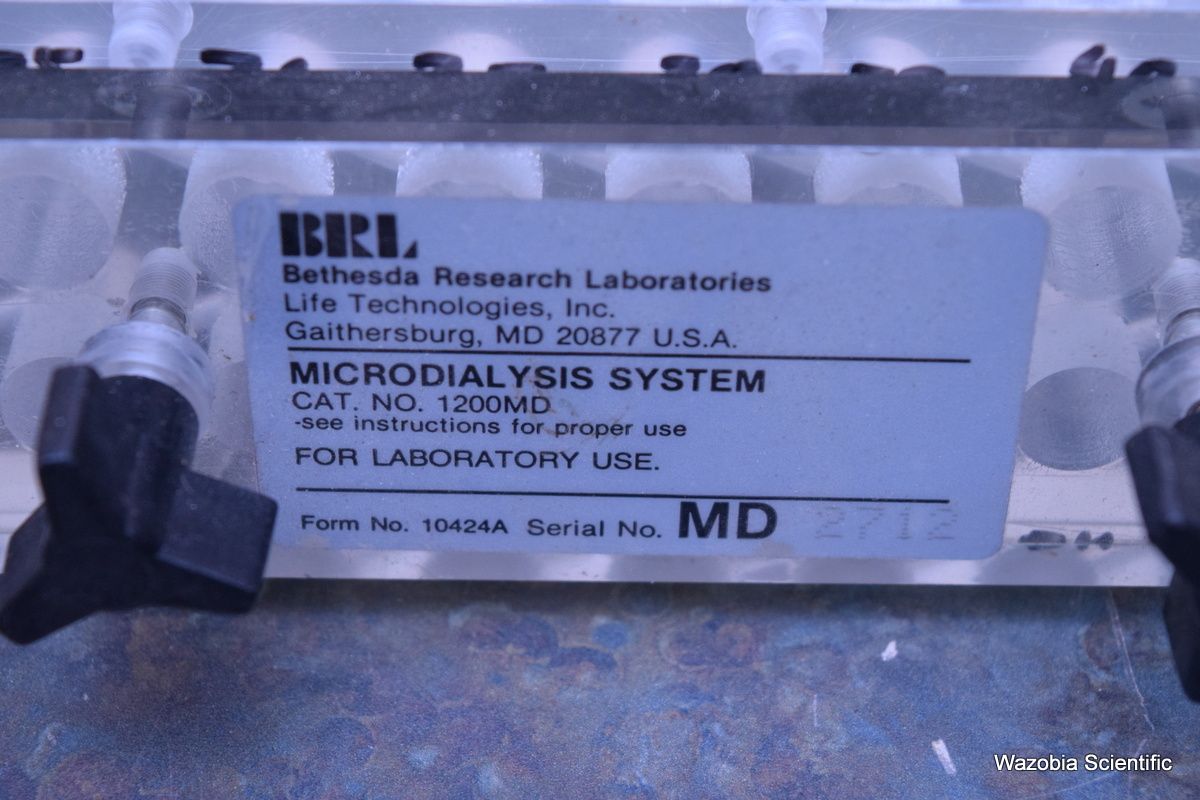 BRL
Bethesda Research Laboratories
Life Technologies, Inc.
Gaithersburg, MD 20877 U.S.A.
MICRODIALYSIS SYSTEM
CAT. NO. 1200MD
-see instructions for proper use
FOR LABORATORY USE.
Form No. 10424A Serial No. MD 2712
Wazobia Scientific